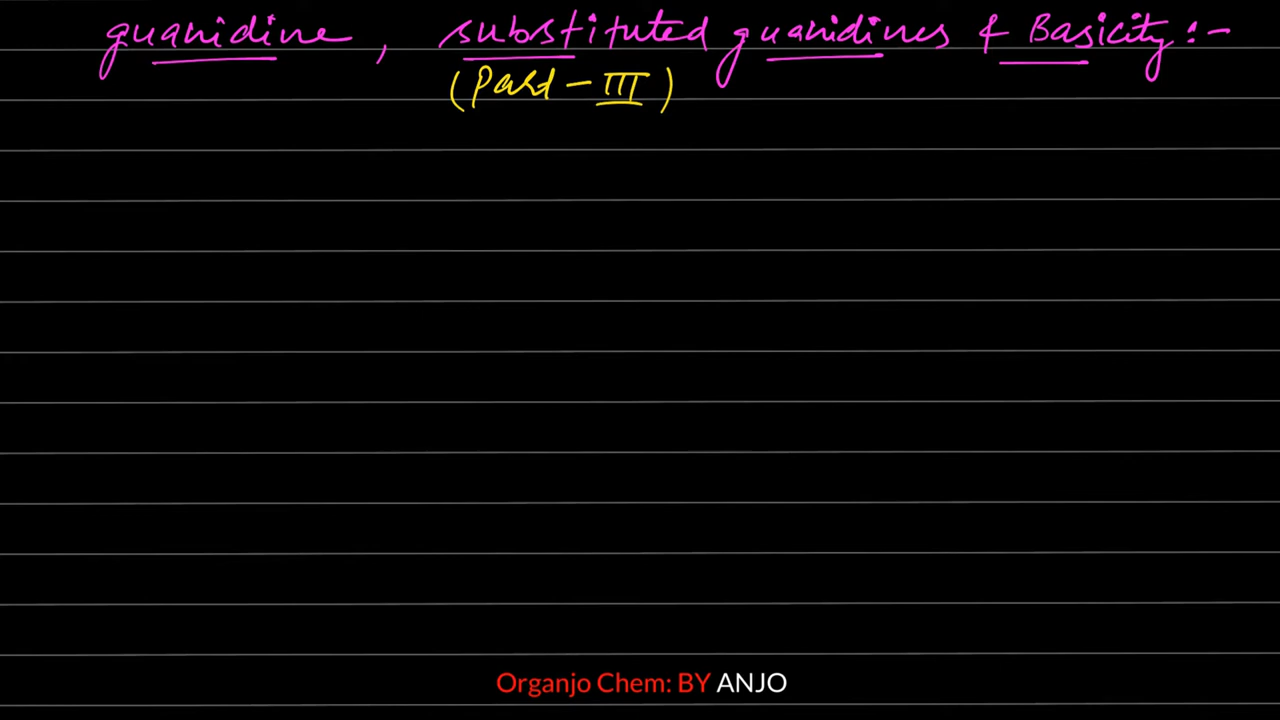 guanidine, substituted guanidines & Basicity :-
(Part - III)
Organjo Chem: BY ANJO